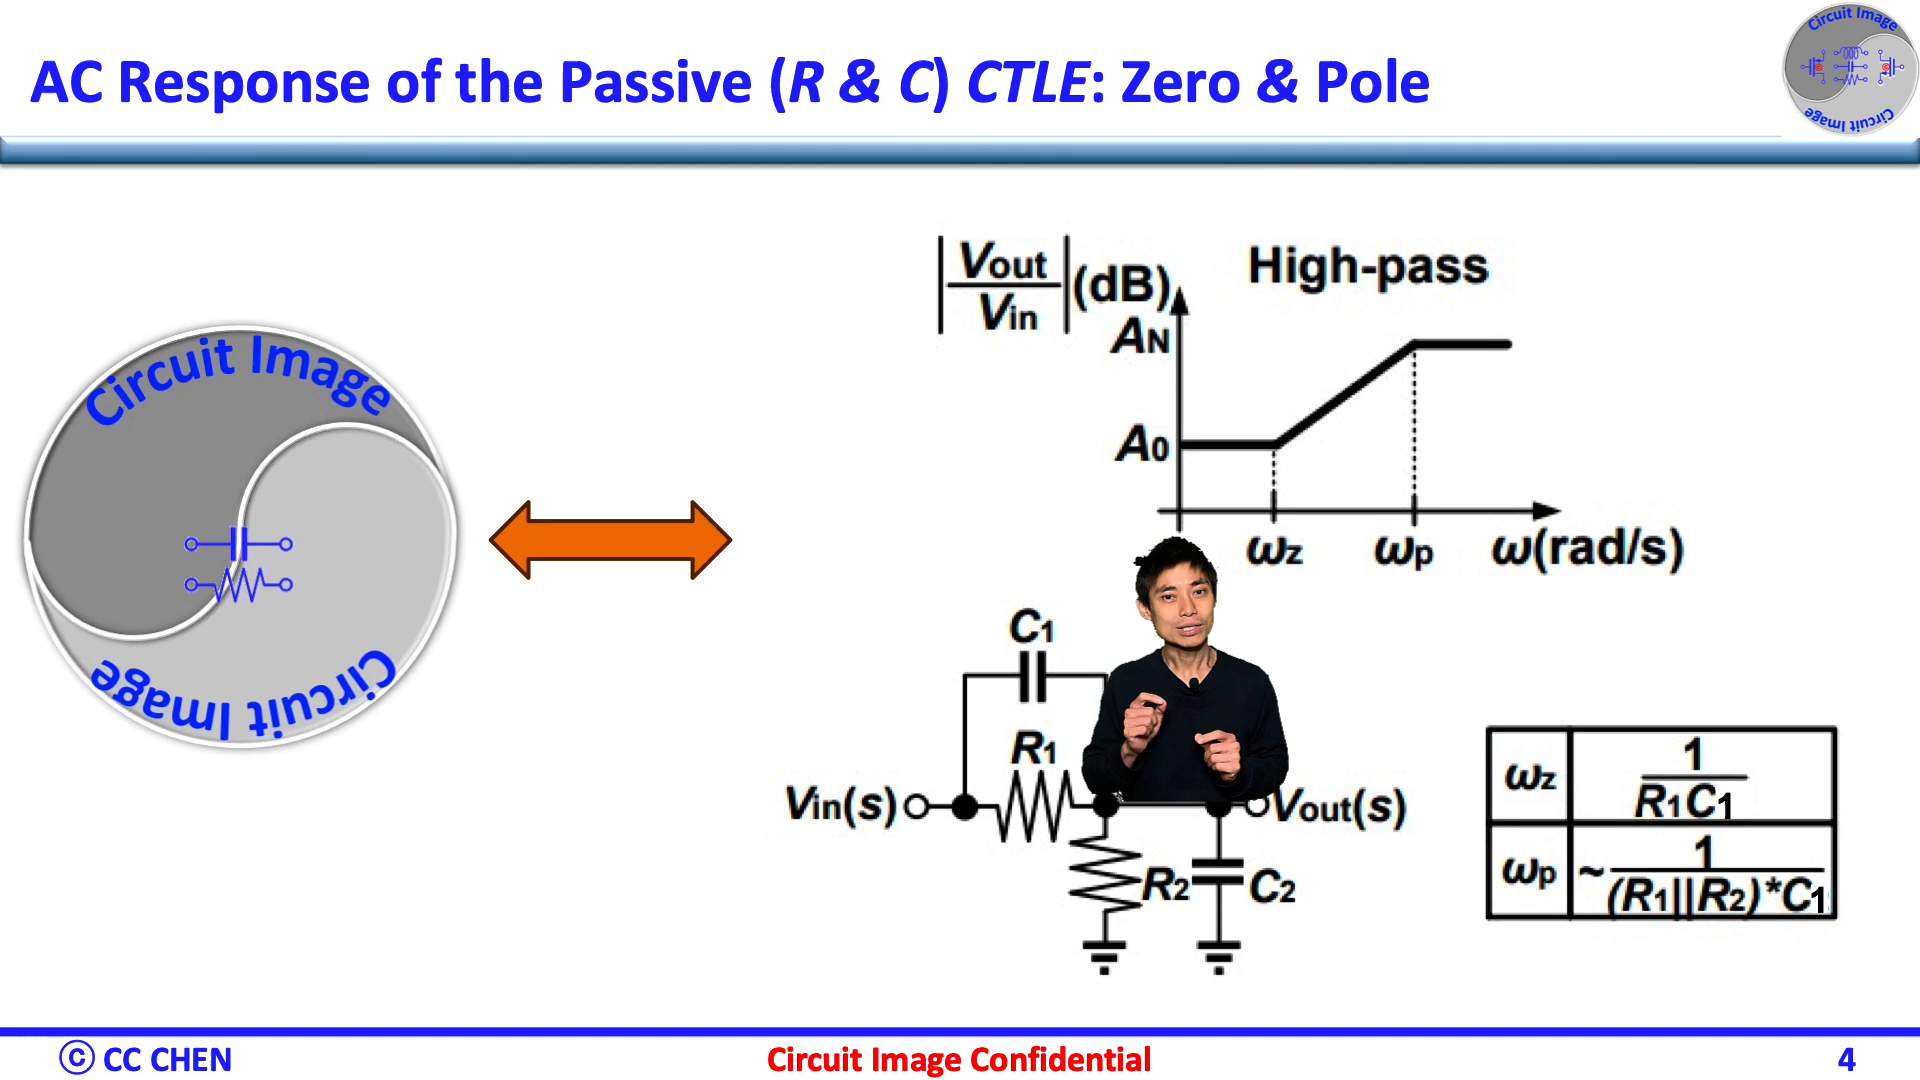 AC Response of the Passive (R & C) CTLE: Zero & Pole
Circuit Image
Circuit Image
Circuit Image
Circuit Image
|Vout/Vin|(dB)
High-pass
AN
A0
ωz ωp ω(rad/s)
C1
R1
Vin(s) Vout(s)
R2 C2
ωz 1/R1C1
ωp ~1/(R1||R2)*C1
© CC CHEN
Circuit Image Confidential
4